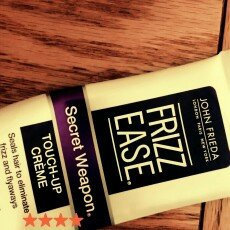 JOHN FRIEDA
LONDON PARIS NEW YORK
FRIZZ
EASE®
Secret Weapon®
TOUCH-UP
CRÈME
Seals hair to eliminate
frizz and flyaways